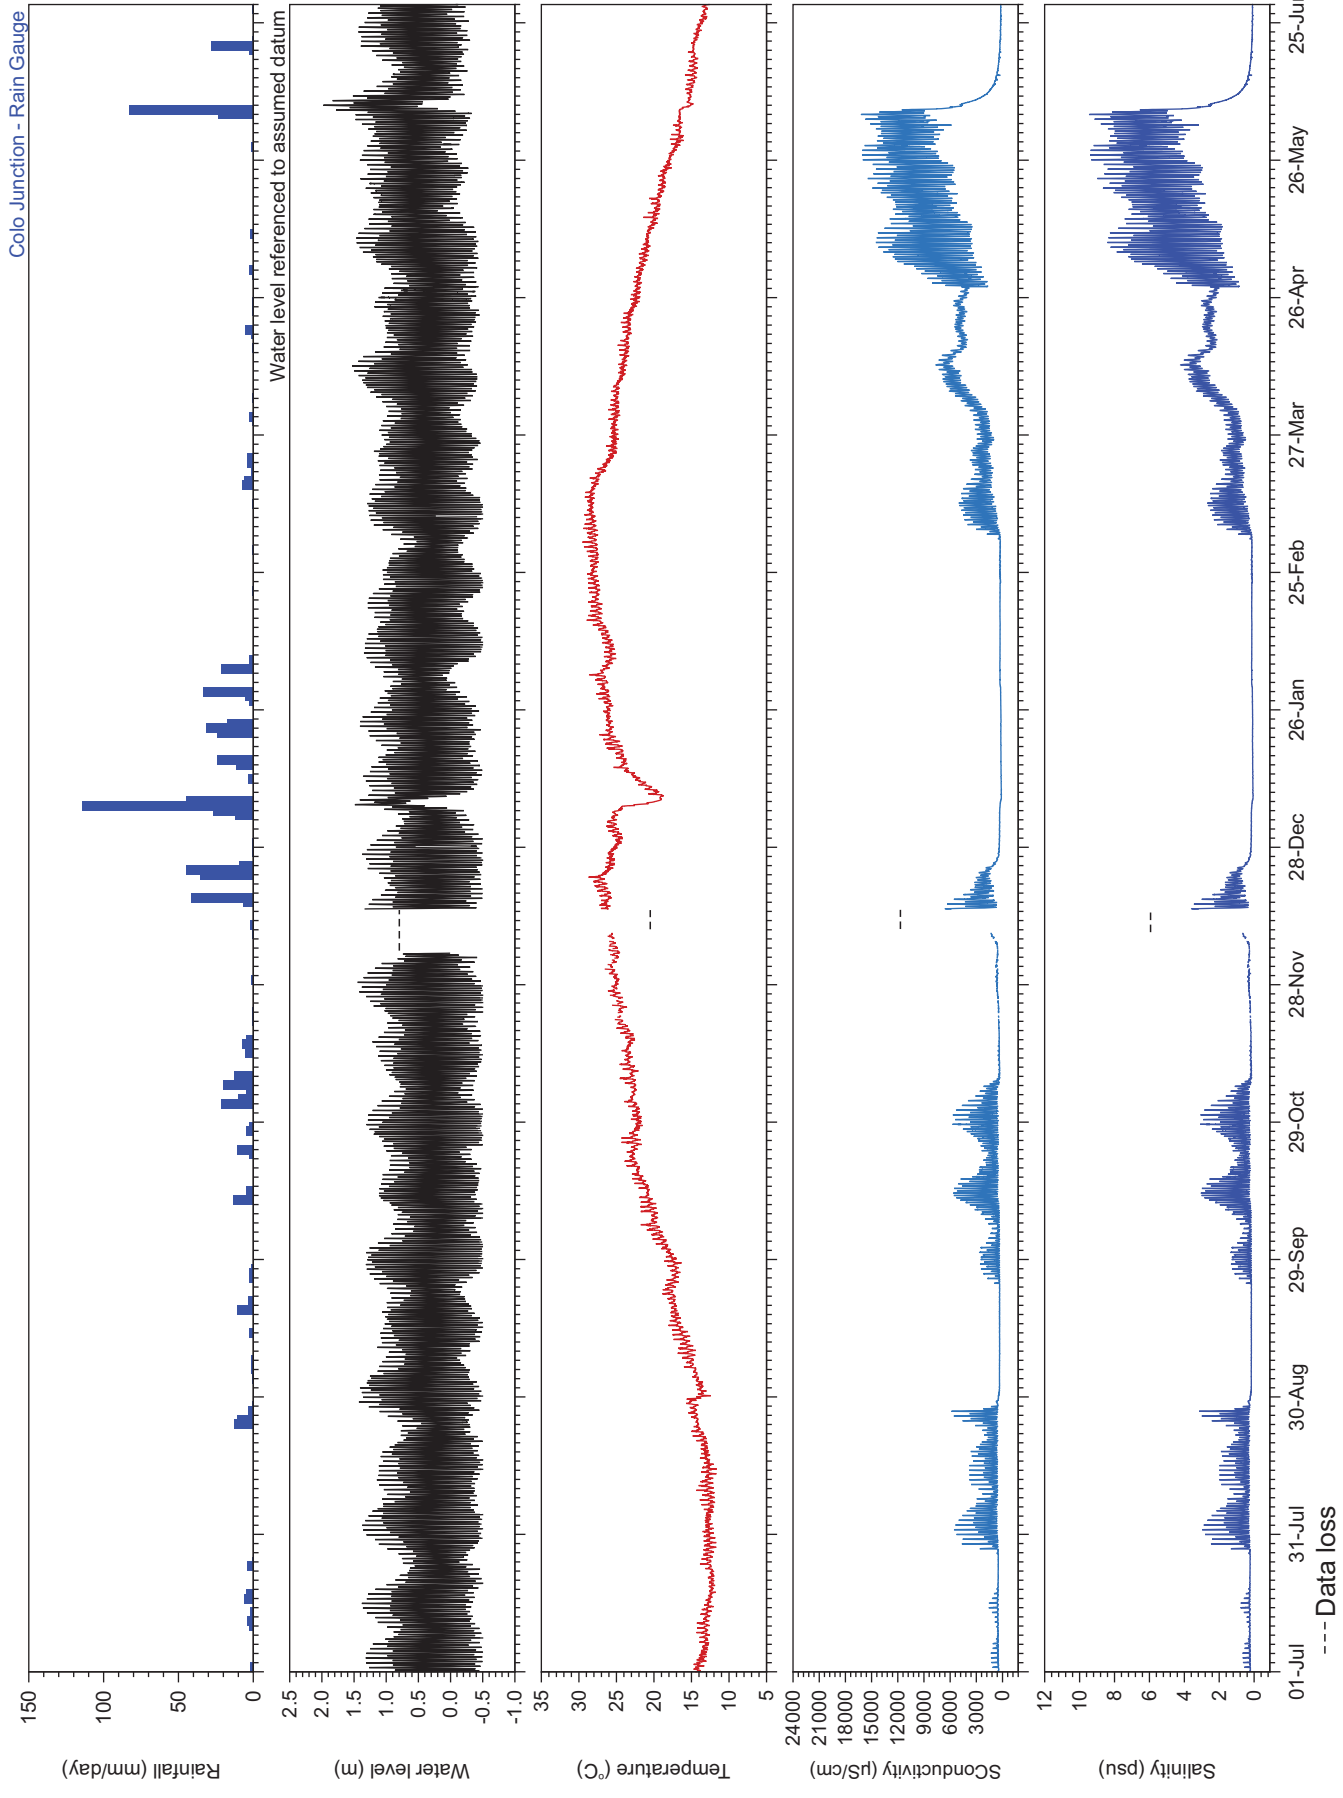 Colo Junction - Rain Gauge
Rainfall (mm/day)
150
100
50
0
Water level referenced to assumed datum
Water level (m)
2.5
2.0
1.5
1.0
0.5
0.0
-0.5
-1.0
Temperature (°C)
35
30
25
20
15
10
5
SConductivity (µS/cm)
24000
21000
18000
15000
12000
9000
6000
3000
0
Salinity (psu)
12
10
8
6
4
2
0
01-Jul
31-Jul
30-Aug
29-Sep
29-Oct
28-Nov
28-Dec
26-Jan
25-Feb
27-Mar
26-Apr
26-May
25-Jun
--- Data loss